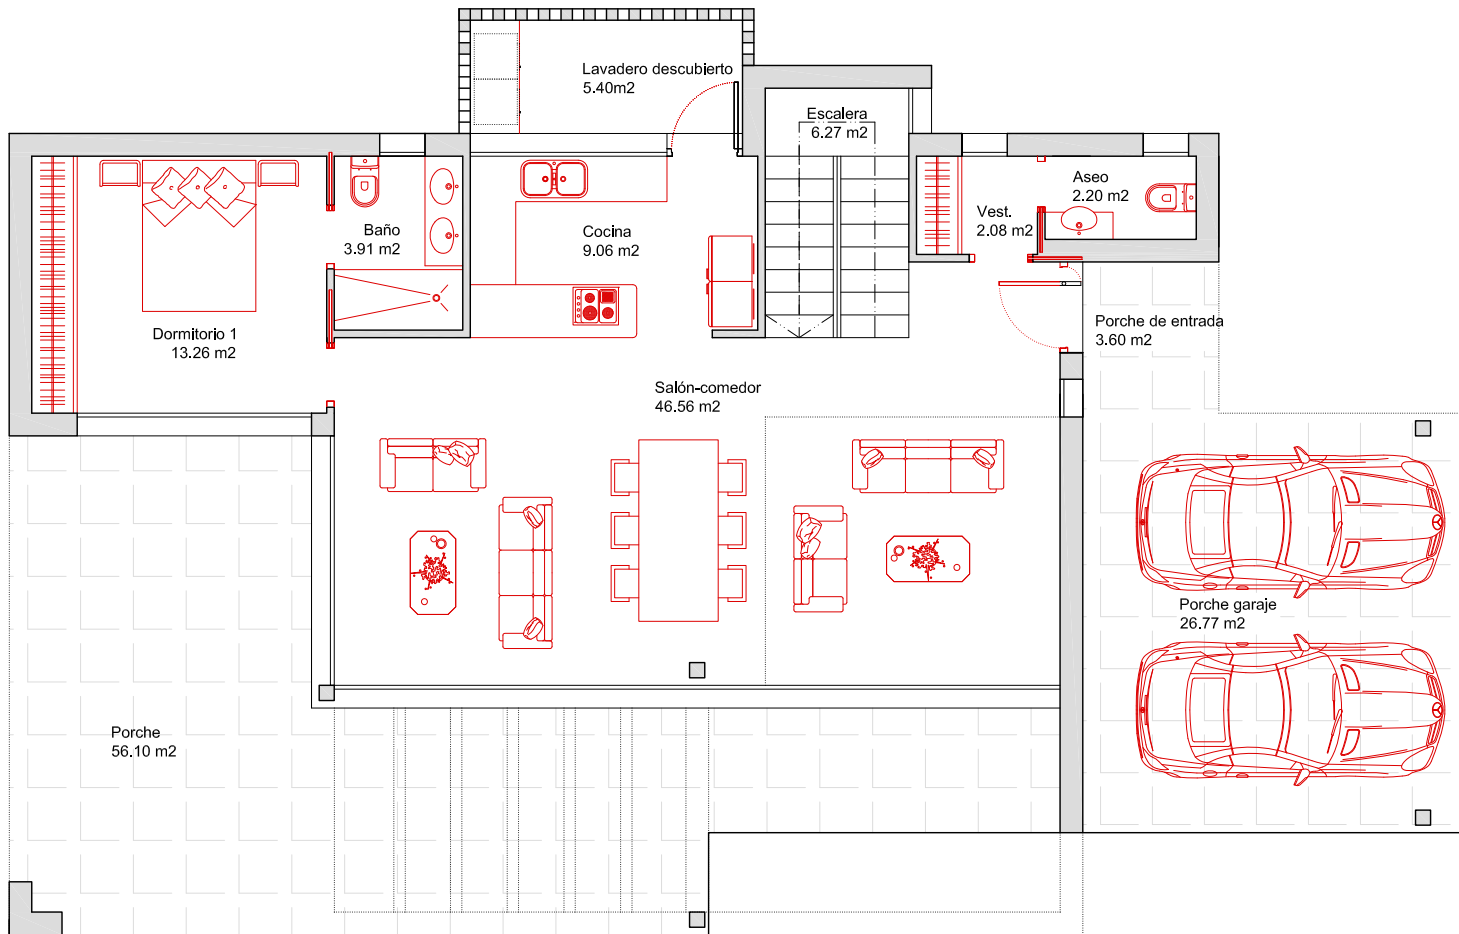 Lavadero descubierto
5.40m2
Escalera
6.27 m2
Aseo
2.20 m2
Vest.
2.08 m2
Baño
3.91 m2
Cocina
9.06 m2
Dormitorio 1
13.26 m2
Porche de entrada
3.60 m2
Salón-comedor
46.56 m2
Porche garaje
26.77 m2
Porche
56.10 m2